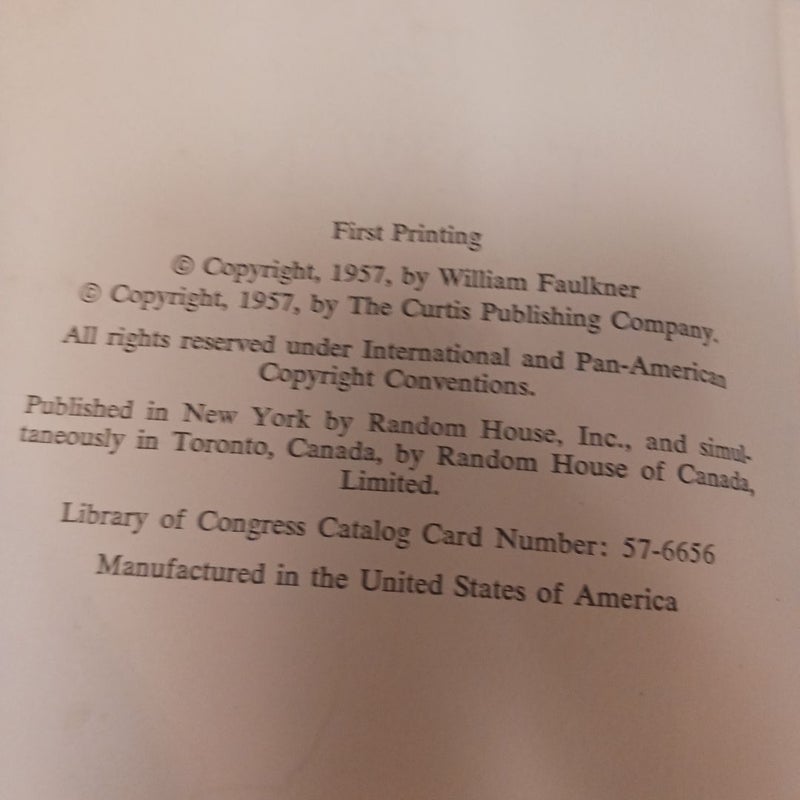 First Printing
© Copyright, 1957, by William Faulkner
© Copyright, 1957, by The Curtis Publishing Company.
All rights reserved under International and Pan-American
Copyright Conventions.
Published in New York by Random House, Inc., and simul-
taneously in Toronto, Canada, by Random House of Canada,
Limited.
Library of Congress Catalog Card Number: 57-6656
Manufactured in the United States of America